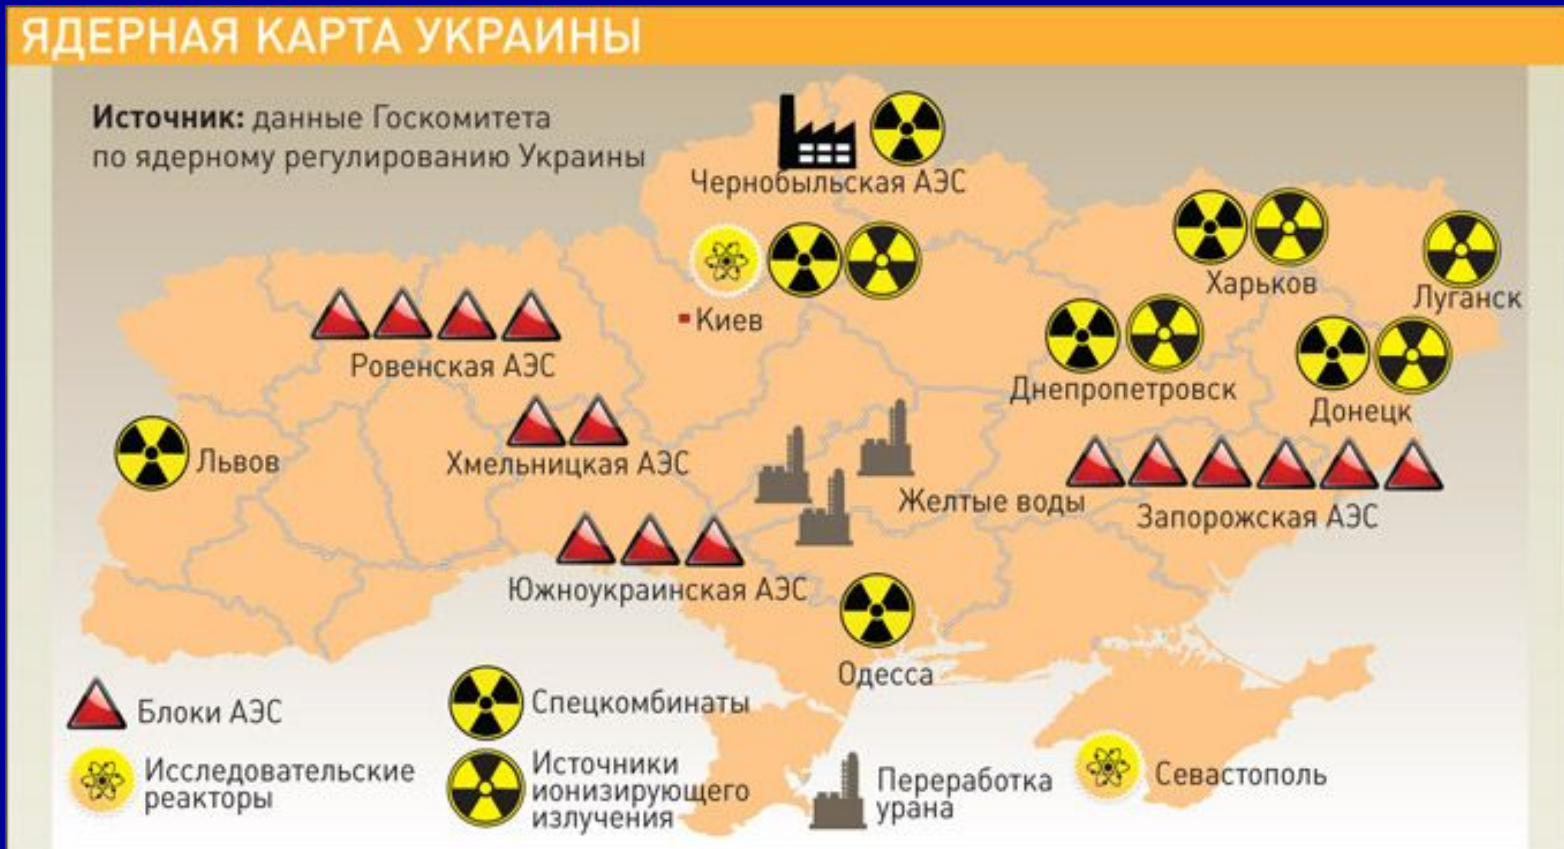 ЯДЕРНАЯ КАРТА УКРАИНЫ
Источник: данные Госкомитета
по ядерному регулированию Украины
Чернобыльская АЭС
Киев
Харьков
Луганск
Ровенская АЭС
Днепропетровск
Донецк
Львов
Хмельницкая АЭС
Желтые воды
Запорожская АЭС
Южноукраинская АЭС
Одесса
Блоки АЭС
Исследовательские
реакторы
Спецкомбинаты
Источники
ионизирующего
излучения
Переработка
урана
Севастополь